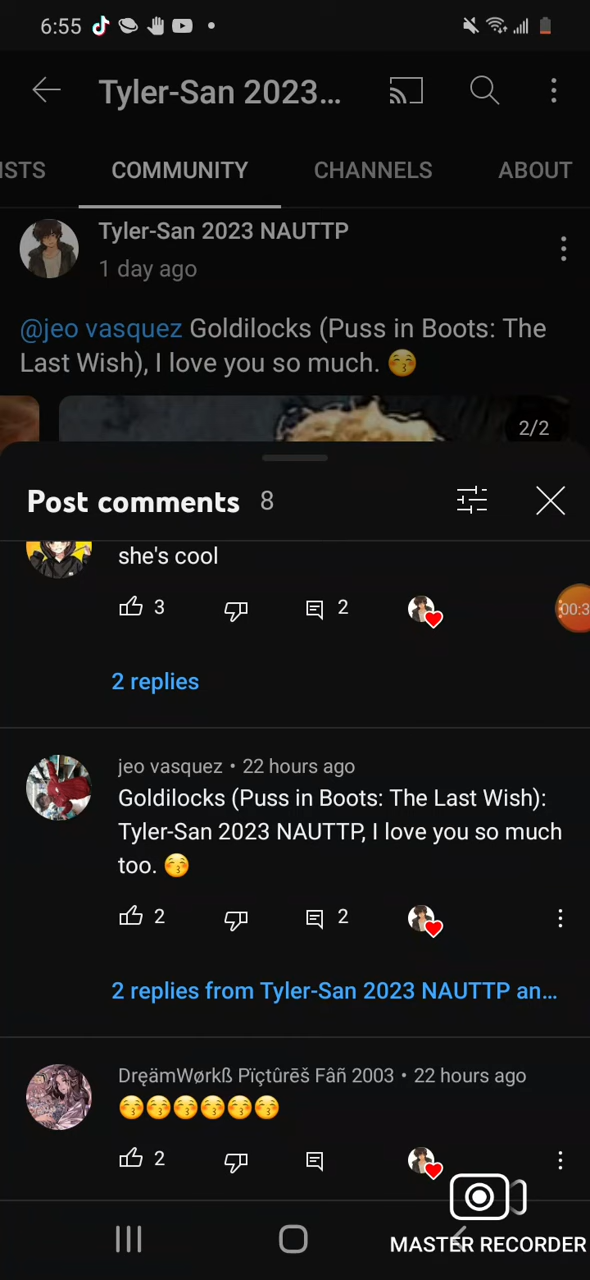 6:55
Tyler-San 2023...
ISTS COMMUNITY CHANNELS ABOUT
Tyler-San 2023 NAUTTP
1 day ago
@jeo vasquez Goldilocks (Puss in Boots: The
Last Wish), I love you so much. 😚
2/2
Post comments 8
she's cool
3 2
00:3
2 replies
jeo vasquez • 22 hours ago
Goldilocks (Puss in Boots: The Last Wish):
Tyler-San 2023 NAUTTP, I love you so much
too. 😚
2 2
2 replies from Tyler-San 2023 NAUTTP an...
DręämWørkß Pïçtûrēš Fâñ 2003 • 22 hours ago
😚😚😚😚😚😚
2
MASTER RECORDER